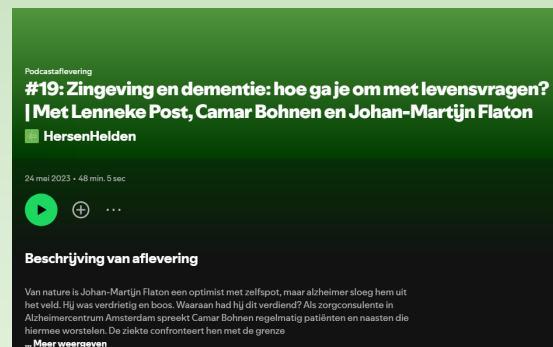 Podcastaflevering
#19: Zingeving en dementie: hoe ga je om met levensvragen?
| Met Lenneke Post, Camar Bohnen en Johan-Martijn Flaton
HersenHelden
24 mei 2023 • 48 min. 5 sec
Beschrijving van aflevering
Van nature is Johan-Martijn Flaton een optimist met zelfspot, maar alzheimer sloeg hem uit
het veld. Hij was verdrietig en boos. Waaraan had hij dit verdiend? Als zorgconsulente in
Alzheimercentrum Amsterdam spreekt Camar Bohnen regelmatig patiënten en naasten die
hiermee worstelen. De ziekte confronteert hen met de grenze
... Meer weergeven